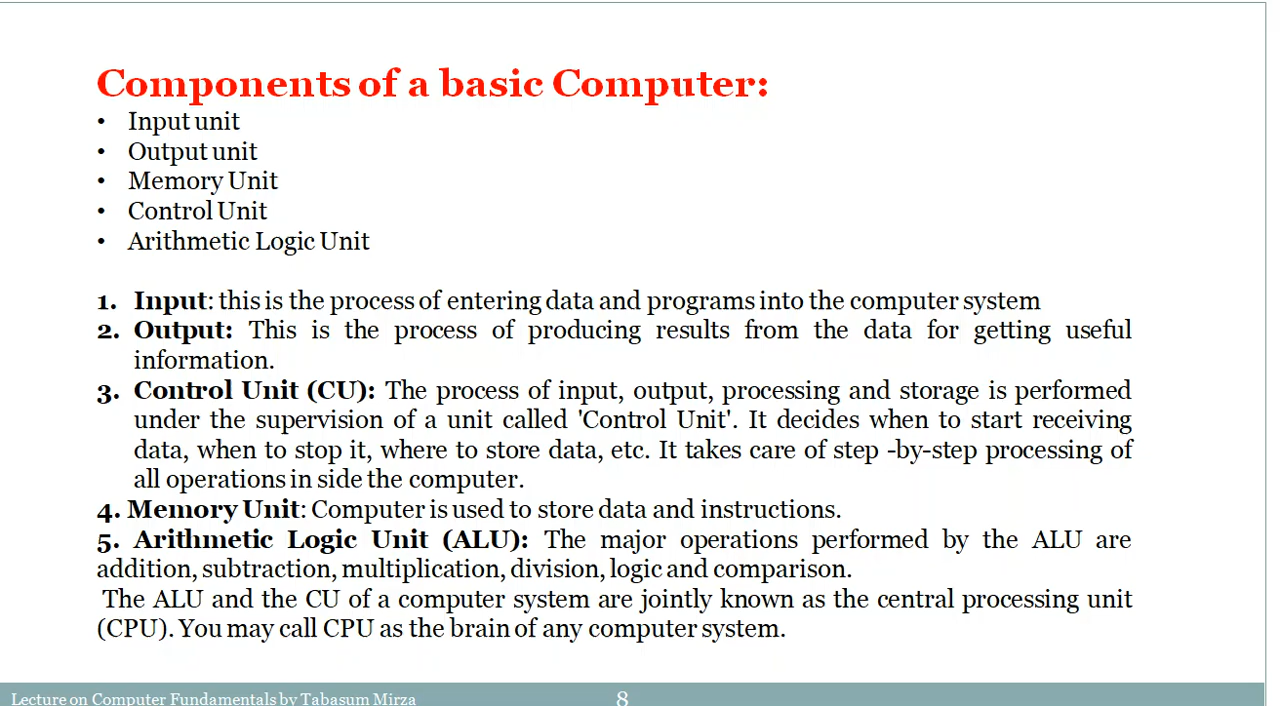 Components of a basic Computer:
• Input unit
• Output unit
• Memory Unit
• Control Unit
• Arithmetic Logic Unit
1. Input: this is the process of entering data and programs into the computer system
2. Output: This is the process of producing results from the data for getting useful
information.
3. Control Unit (CU): The process of input, output, processing and storage is performed
under the supervision of a unit called 'Control Unit'. It decides when to start receiving
data, when to stop it, where to store data, etc. It takes care of step -by-step processing of
all operations in side the computer.
4. Memory Unit: Computer is used to store data and instructions.
5. Arithmetic Logic Unit (ALU): The major operations performed by the ALU are
addition, subtraction, multiplication, division, logic and comparison.
The ALU and the CU of a computer system are jointly known as the central processing unit
(CPU). You may call CPU as the brain of any computer system.
Lecture on Computer Fundamentals by Tabasum Mirza 8